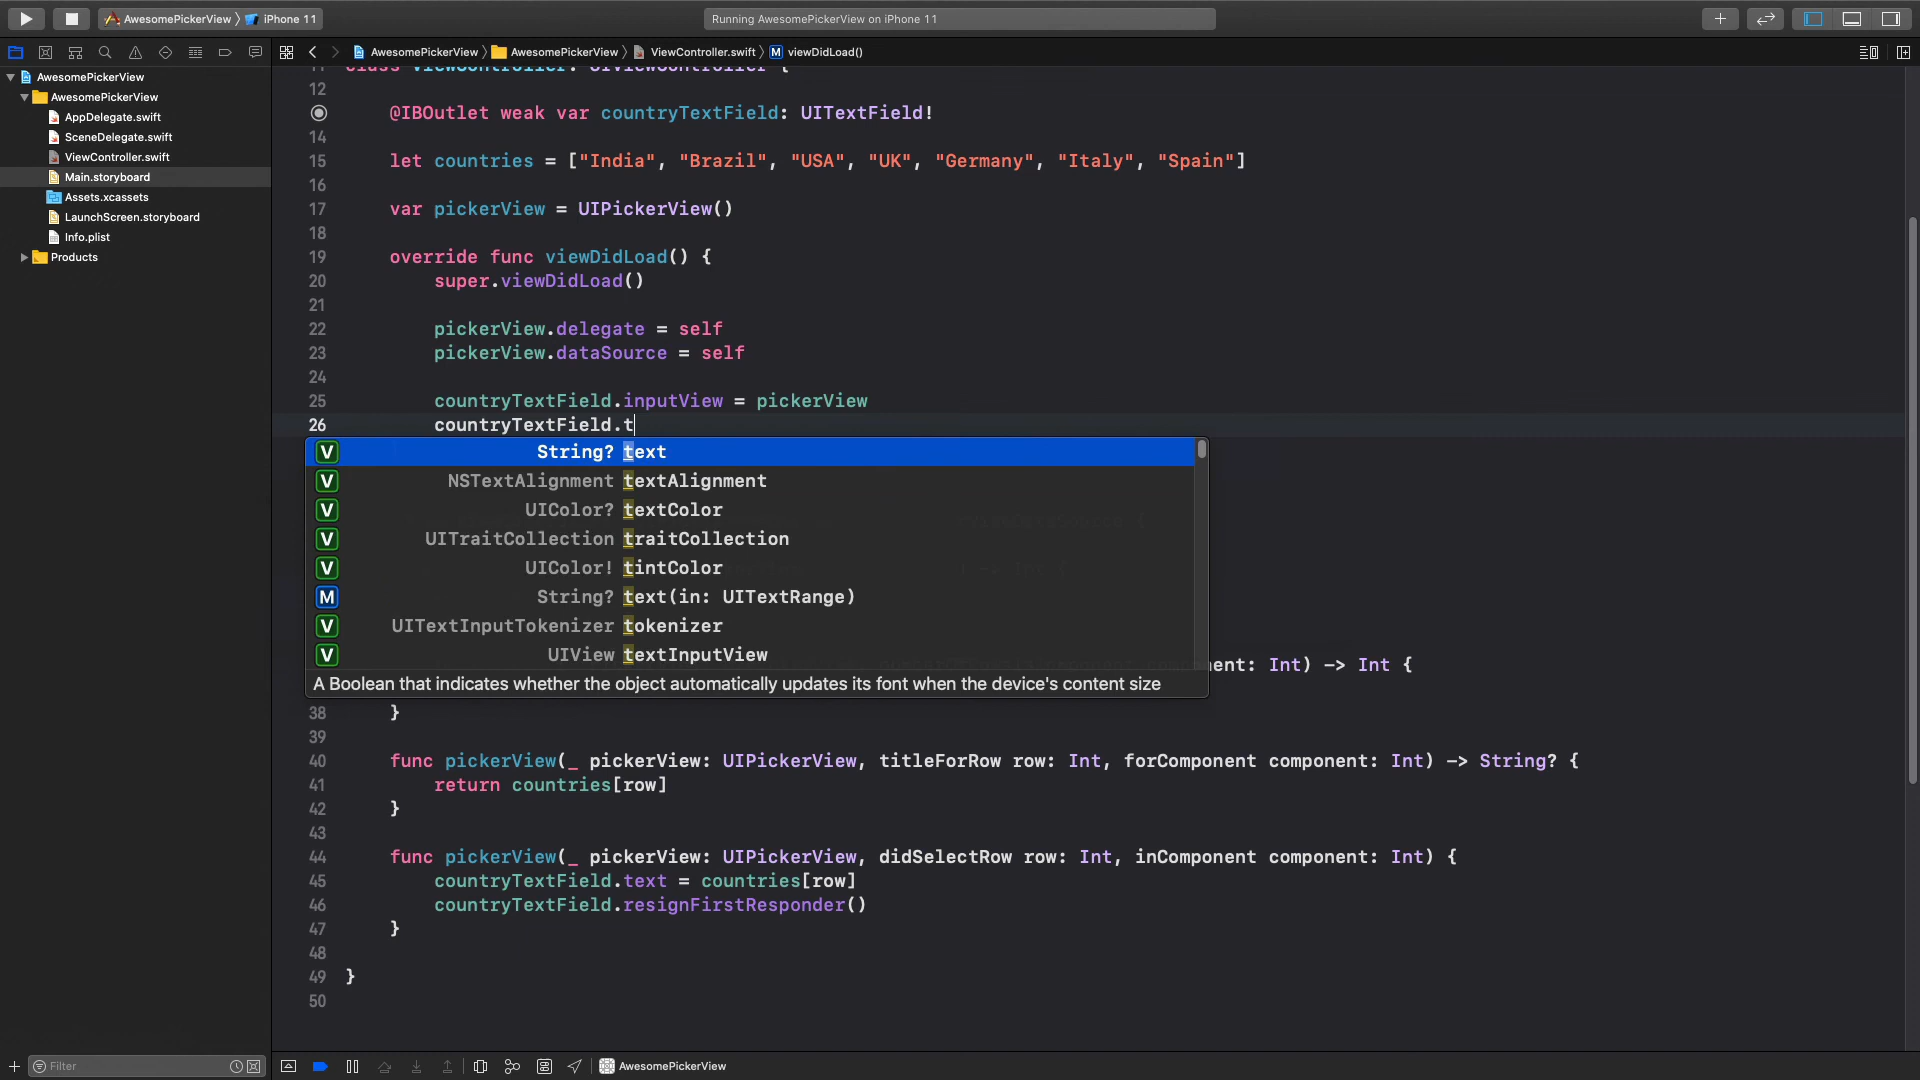 AwesomePickerView iPhone 11
Running AwesomePickerView on iPhone 11
AwesomePickerView AwesomePickerView ViewController.swift M viewDidLoad()
AwesomePickerView
AwesomePickerView
AppDelegate.swift
SceneDelegate.swift
ViewController.swift
Main.storyboard
Assets.xcassets
LaunchScreen.storyboard
Info.plist
Products
class ViewController: UIViewController {
12
@IBOutlet weak var countryTextField: UITextField!
14
15 let countries = ["India", "Brazil", "USA", "UK", "Germany", "Italy", "Spain"]
16
17 var pickerView = UIPickerView()
18
19 override func viewDidLoad() {
20 super.viewDidLoad()
21
22 pickerView.delegate = self
23 pickerView.dataSource = self
24
25 countryTextField.inputView = pickerView
26 countryTextField.t
V String? text
V NSTextAlignment textAlignment
V UIColor? textColor
V UITraitCollection traitCollection
V UIColor! tintColor
M String? text(in: UITextRange)
V UITextInputTokenizer tokenizer
V UIView textInputView
nent: Int) -> Int {
A Boolean that indicates whether the object automatically updates its font when the device's content size
38 }
39
40 func pickerView(_ pickerView: UIPickerView, titleForRow row: Int, forComponent component: Int) -> String? {
41 return countries[row]
42 }
43
44 func pickerView(_ pickerView: UIPickerView, didSelectRow row: Int, inComponent component: Int) {
45 countryTextField.text = countries[row]
46 countryTextField.resignFirstResponder()
47 }
48
49 }
50
Filter
AwesomePickerView